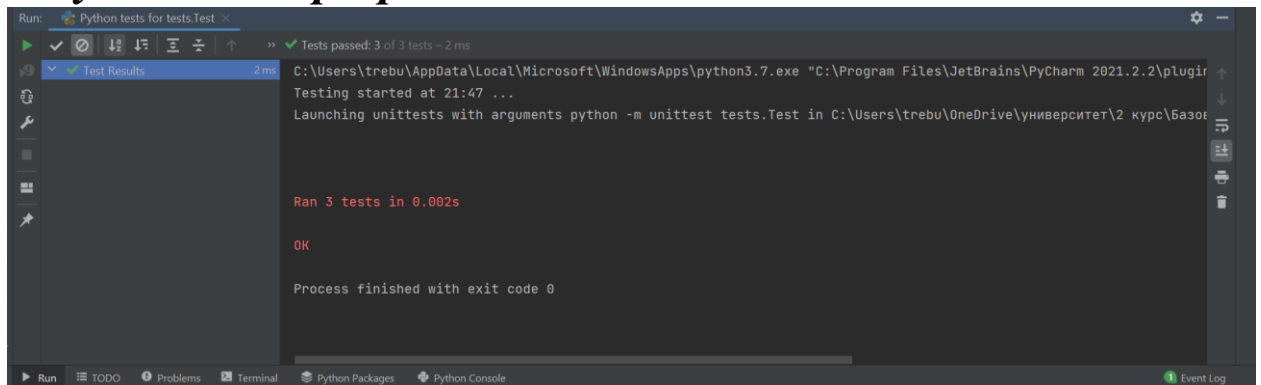 Run: Python tests for tests.Test
Tests passed: 3 of 3 tests – 2 ms
Test Results 2 ms
C:\Users\trebu\AppData\Local\Microsoft\WindowsApps\python3.7.exe "C:\Program Files\JetBrains\PyCharm 2021.2.2\plugin
Testing started at 21:47 ...
Launching unittests with arguments python -m unittest tests.Test in C:\Users\trebu\OneDrive\университет\2 курс\Базов
Ran 3 tests in 0.002s
OK
Process finished with exit code 0
Run TODO Problems Terminal Python Packages Python Console 1 Event Log